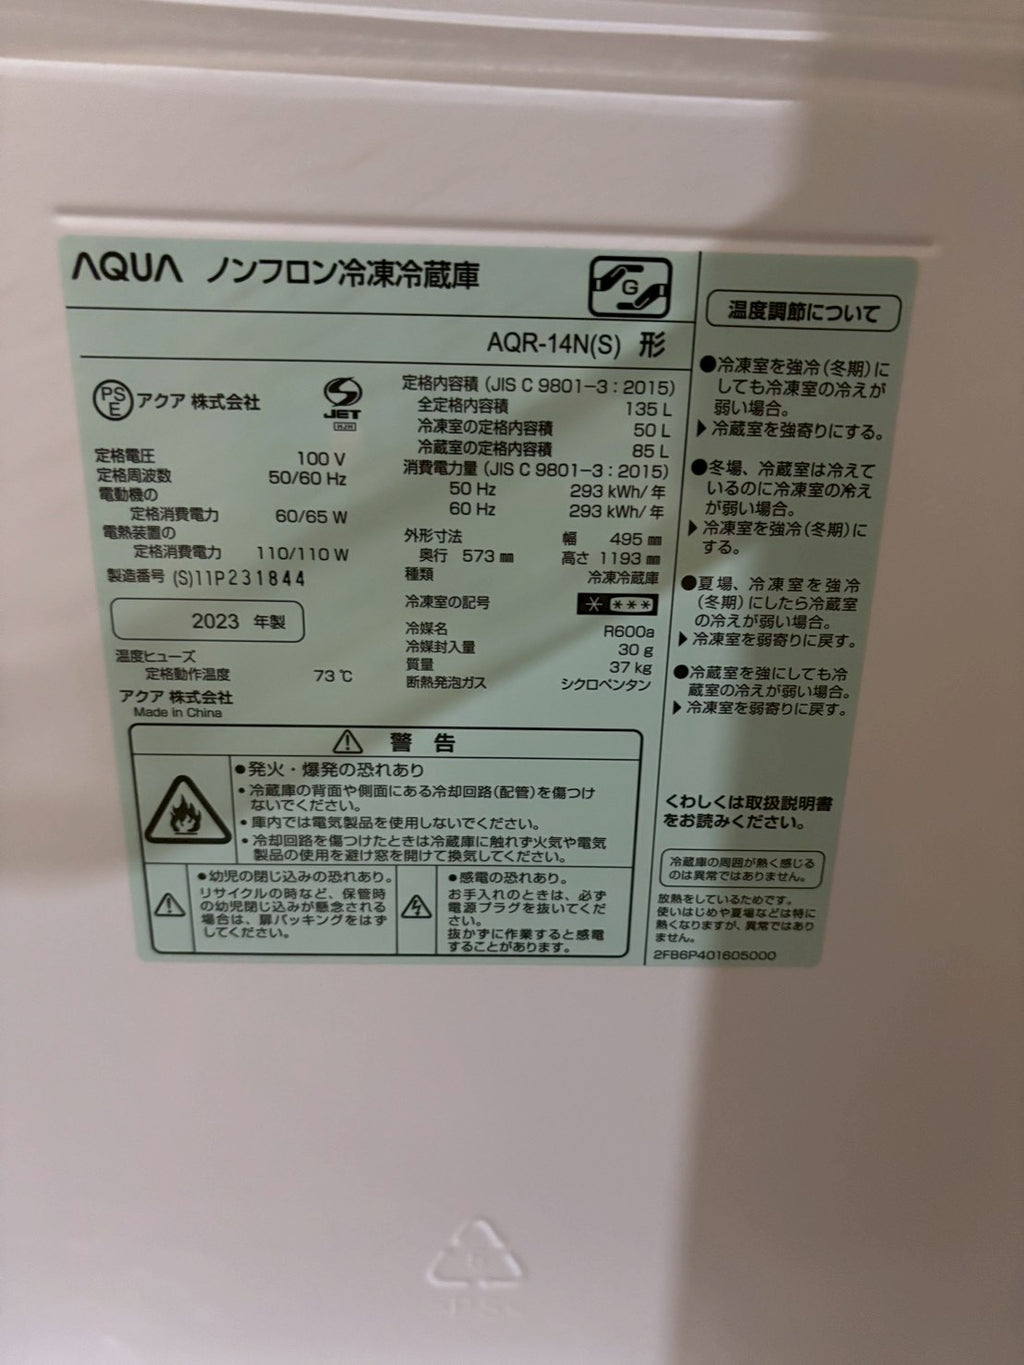 AQUA ノンフロン冷凍冷蔵庫
G
AQR-14N(S) 形
PS
E
アクア 株式会社
S
JET
定格電圧 100 V
定格周波数 50/60 Hz
電動機の
定格消費電力 60/65 W
電熱装置の
定格消費電力 110/110 W
製造番号 (S)11P231844
2023 年製
温度ヒューズ
定格動作温度 73 ℃
アクア 株式会社
Made in China
定格内容積 (JIS C 9801-3 : 2015)
全定格内容積 135 L
冷凍室の定格内容積 50 L
冷蔵室の定格内容積 85 L
消費電力量 (JIS C 9801-3 : 2015)
50 Hz 293 kWh/年
60 Hz 293 kWh/年
外形寸法 幅 495 ㎜
奥行 573 ㎜ 高さ 1193 ㎜
種類 冷凍冷蔵庫
冷凍室の記号 * ***
冷媒名 R600a
冷媒封入量 30 g
質量 37 kg
断熱発泡ガス シクロペンタン
⚠ 警 告
●発火・爆発の恐れあり
・冷蔵庫の背面や側面にある冷却回路(配管)を傷つけ
ないでください。
・庫内では電気製品を使用しないでください。
・冷却回路を傷つけたときは冷蔵庫に触れず火気や電気
製品の使用を避け窓を開けて換気してください。
●幼児の閉じ込みの恐れあり。
リサイクルの時など、保管時
の幼児閉じ込みが懸念される
場合は、扉パッキングをはず
してください。
●感電の恐れあり。
お手入れのときは、必ず
電源プラグを抜いてくだ
さい。
抜かずに作業すると感電
することがあります。
温度調節について
●冷凍室を強冷(冬期)に
しても冷凍室の冷えが
弱い場合。
▶冷蔵室を強寄りにする。
●冬場、冷蔵室は冷えて
いるのに冷凍室の冷え
が弱い場合。
▶冷凍室を強冷(冬期)に
する。
●夏場、冷凍室を強冷
(冬期)にしたら冷蔵室
の冷えが弱い場合。
▶冷凍室を弱寄りに戻す。
●冷蔵室を強にしても冷
蔵室の冷えが弱い場合。
▶冷凍室を弱寄りに戻す。
くわしくは取扱説明書
をお読みください。
冷蔵庫の周囲が熱く感じる
のは異常ではありません。
放熱をしているためです。
使いはじめや夏場などは特に
熱くなりますが、異常ではあり
ません。
2FB6P401605000